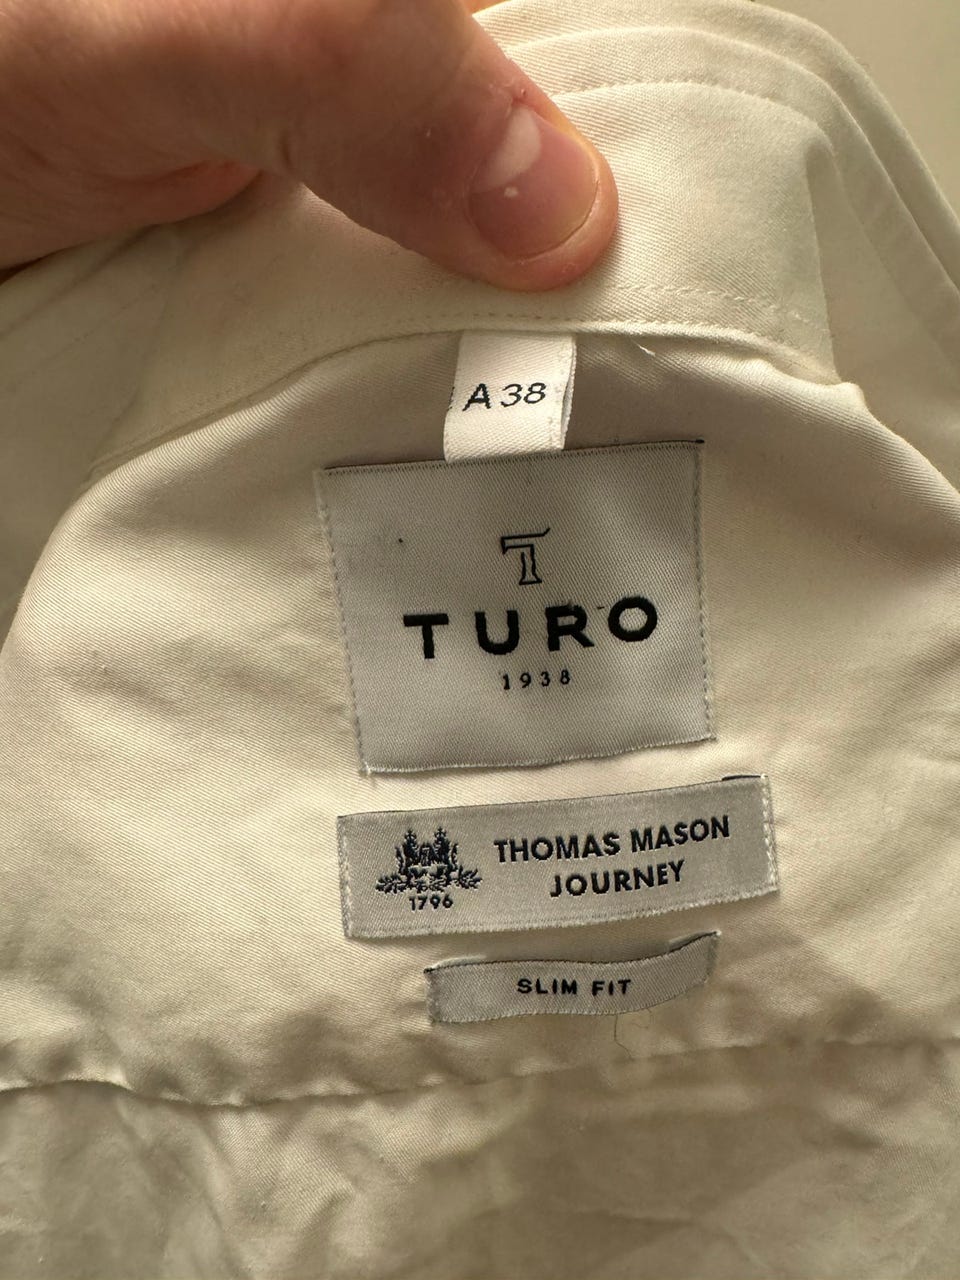 A 38
T
TURO
1938
THOMAS MASON
JOURNEY
1796
SLIM FIT